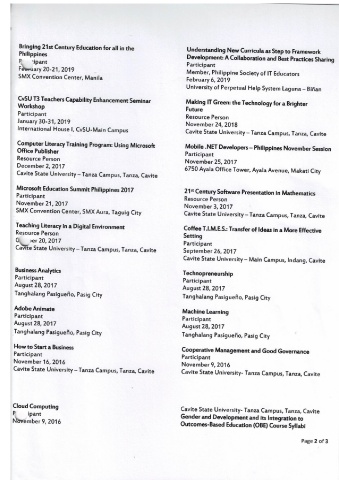 Bringing 21st Century Education for all in the
Philippines
February 20-21, 2019
SMX Convention Center, Manila
CvSU T3 Teachers Capability Enhancement Seminar
Workshop
Participant
January 30-31, 2019
International House I, CvSU-Main Campus
Computer Literary Training Program: Using Microsoft
Office Publisher
Resource Person
December 2, 2017
Cavite State University – Tanza Campus, Tanza, Cavite
Microsoft Education Summit Philippines 2017
Participant
November 21, 2017
SMX Convention Center, SMX Aura, Taguig City
Teaching Literacy in a Digital Environment
Resource Person
20, 2017
Cavite State University – Tanza Campus, Tanza, Cavite
Business Analytics
Participant
August 28, 2017
Tanghalang Pasigueño, Pasig City
Adobe Animate
Participant
August 28, 2017
Tanghalang Pasigueño, Pasig City
How to Start a Business
Participant
November 16, 2016
Cavite State University – Tanza Campus, Tanza, Cavite
Cloud Computing
November 9, 2016
Understanding New Curricula as Step to Framework
Development: A Collaboration and Best Practices Sharing
Participant
Member, Philippine Society of IT Educators
February 6, 2019
University of Perpetual Help System Laguna – Biñan
Making IT Green: the Technology for a Brighter
Future
Resource Person
November 24, 2018
Cavite State University – Tanza Campus, Tanza, Cavite
Mobile .NET Developers – Philippines November Session
Participant
November 25, 2017
6750 Ayala Office Tower, Ayala Avenue, Makati City
21st Century Software Presentation in Mathematics
Resource Person
November 3, 2017
Cavite State University – Tanza Campus, Tanza, Cavite
Coffee T.I.M.E.S.: Transfer of Ideas in a More Effective
Setting
Participant
September 26, 2017
Cavite State University – Main Campus, Indang, Cavite
Technopreneurship
Participant
August 28, 2017
Tanghalang Pasigueño, Pasig City
Machine Learning
Participant
August 28, 2017
Tanghalang Pasigueño, Pasig City
Cooperative Management and Good Governance
Participant
November 9, 2016
Cavite State University- Tanza Campus, Tanza, Cavite
Cavite State University- Tanza Campus, Tanza, Cavite
Gender and Development and its Integration to
Outcomes-Based Education (OBE) Course Syllabi
Page 2 of 3